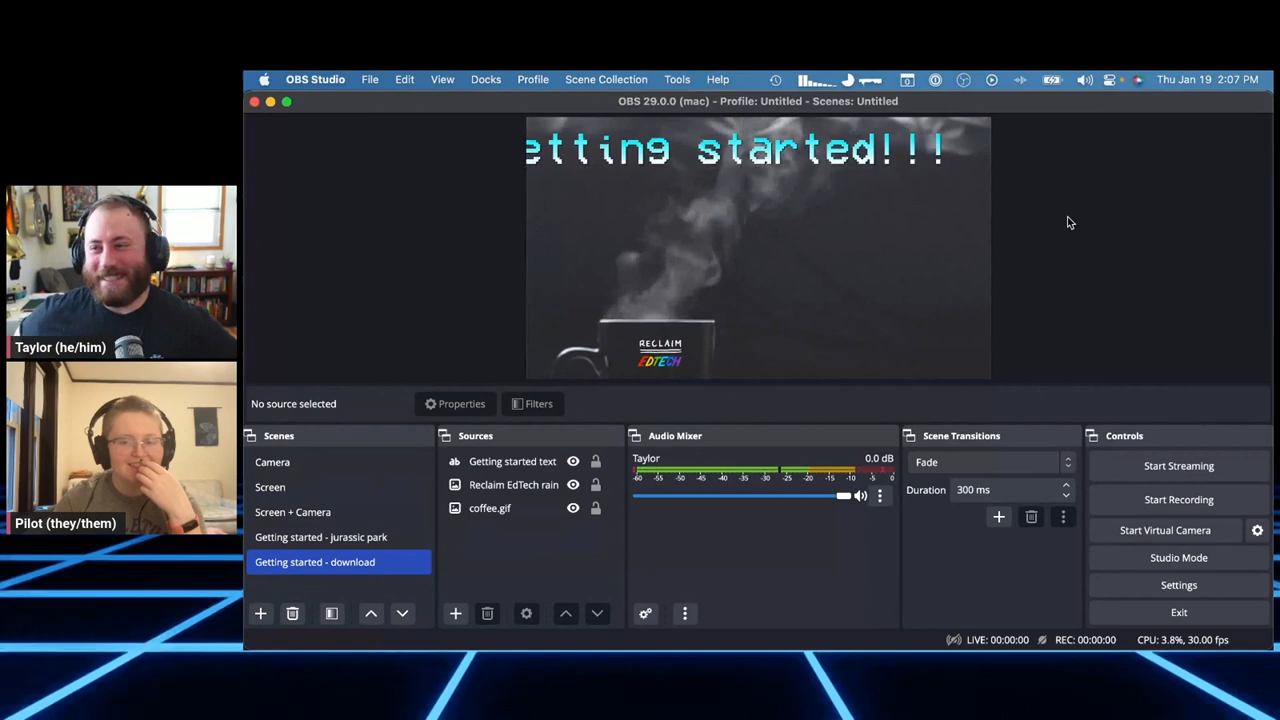 OBS Studio File Edit View Docks Profile Scene Collection Tools Help Thu Jan 19 2:07 PM
OBS 29.0.0 (mac) - Profile: Untitled - Scenes: Untitled
etting started!!!
RECLAIM
EDTECH
Taylor (he/him)
Pilot (they/them)
No source selected Properties Filters
Scenes
Camera
Screen
Screen + Camera
Getting started - jurassic park
Getting started - download
Sources
ab Getting started text
Reclaim EdTech rain
coffee.gif
Audio Mixer
Taylor 0.0 dB
-60 -55 -50 -45 -40 -35 -30 -25 -20 -15 -10 -5 0
Scene Transitions
Fade
Duration 300 ms
Controls
Start Streaming
Start Recording
Start Virtual Camera
Studio Mode
Settings
Exit
LIVE: 00:00:00 REC: 00:00:00 CPU: 3.8%, 30.00 fps